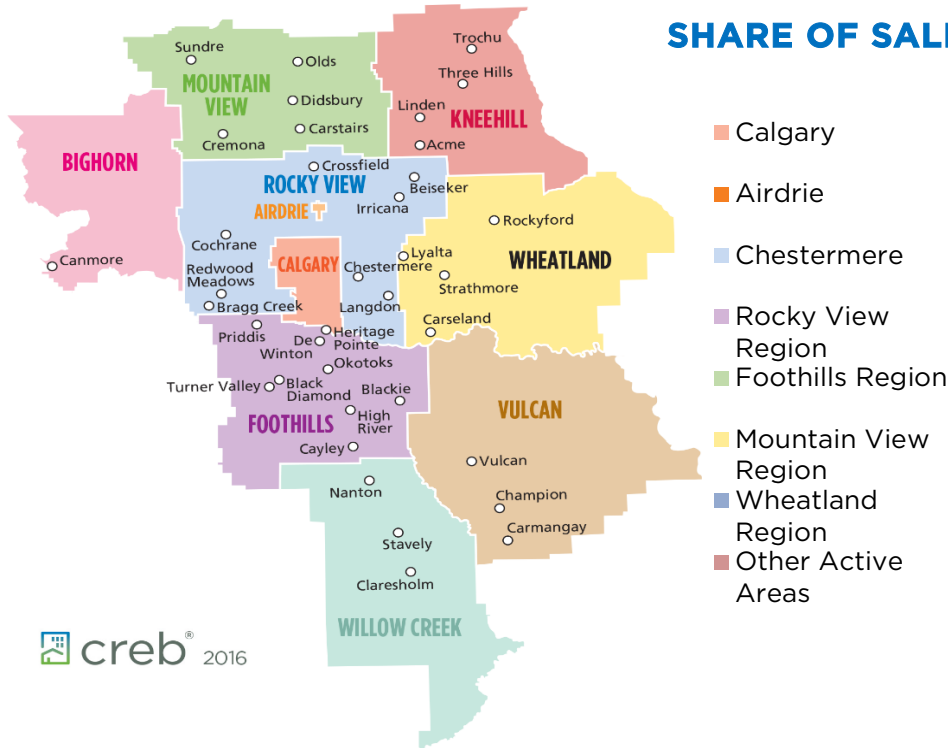 SHARE OF SAL
Sundre
Olds
Trochu
Three Hills
MOUNTAIN
VIEW
Didsbury
Linden
KNEEHILL
Carstairs
Cremona
Acme
BIGHORN
Crossfield
ROCKY VIEW
Beiseker
Irricana
AIRDRIE
Rockyford
Cochrane
Canmore
Redwood
Meadows
CALGARY
Chestermere
Lyalta
WHEATLAND
Strathmore
Bragg Creek
Langdon
Carseland
Priddis
De
Winton
Heritage
Pointe
Okotoks
Turner Valley
Black
Diamond
Blackie
FOOTHILLS
High
River
VULCAN
Cayley
Vulcan
Nanton
Champion
Carmangay
Stavely
Claresholm
WILLOW CREEK
creb® 2016
Calgary
Airdrie
Chestermere
Rocky View
Region
Foothills Region
Mountain View
Region
Wheatland
Region
Other Active
Areas